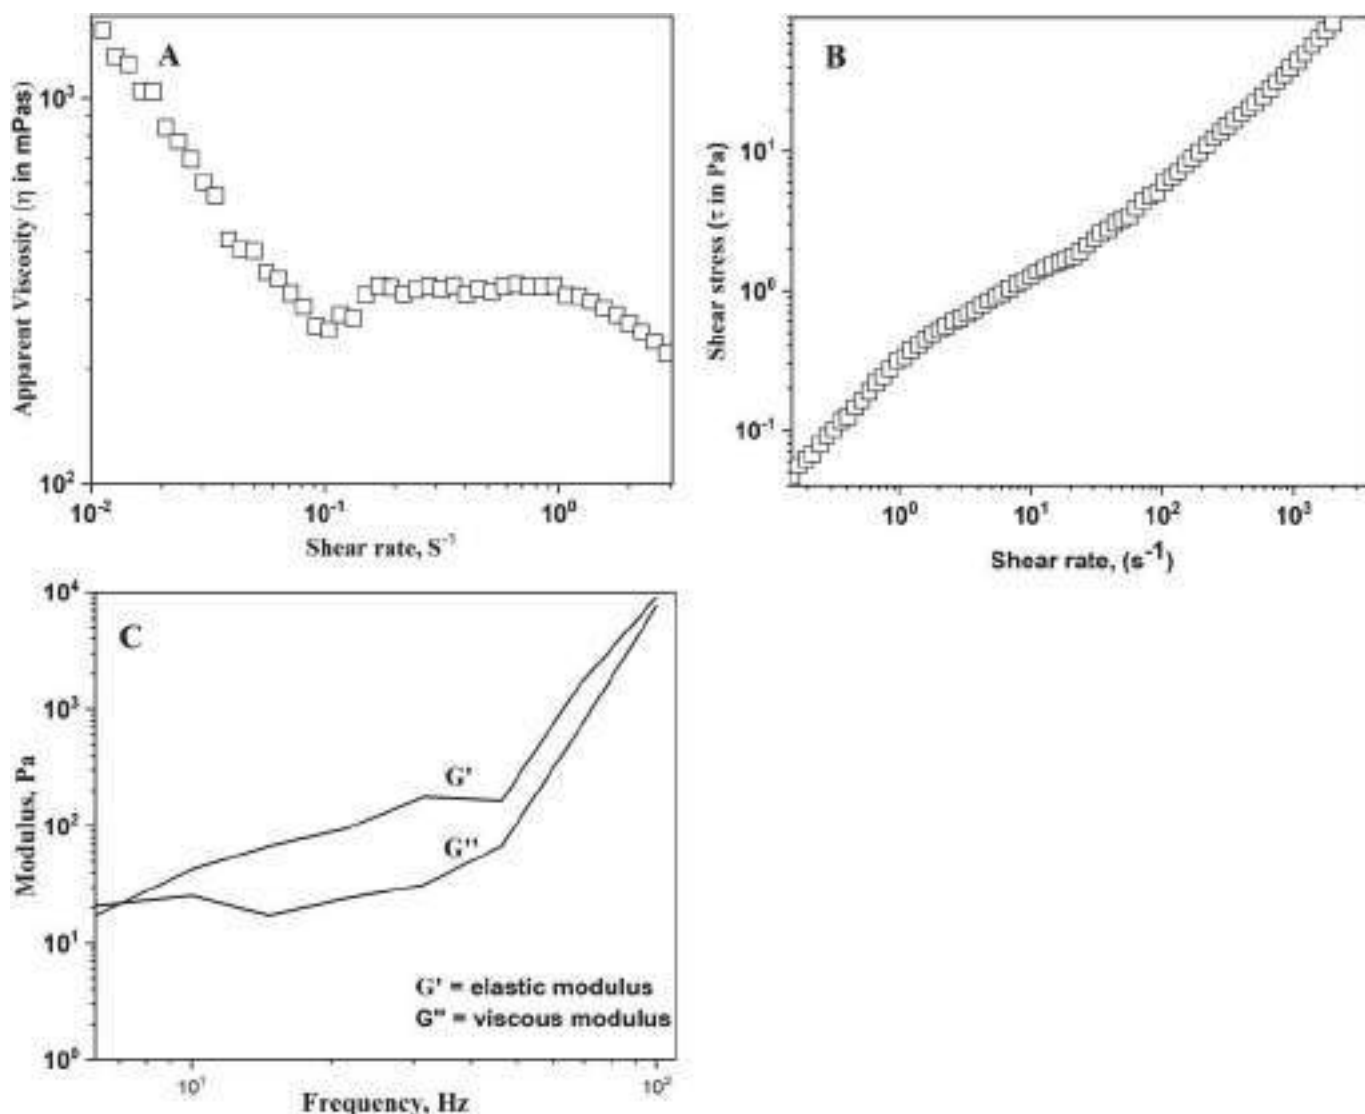 A
Apparent Viscosity (η in mPas)
10³
10²
10⁻²
10⁻¹
10⁰
Shear rate, S⁻¹
B
Shear stress (τ in Pa)
10¹
10⁰
10⁻¹
10⁰
10¹
10²
10³
Shear rate, (s⁻¹)
C
Modulus, Pa
10⁴
10³
10²
10¹
10⁰
G'
G''
G' = elastic modulus
G'' = viscous modulus
10¹
10²
Frequency, Hz